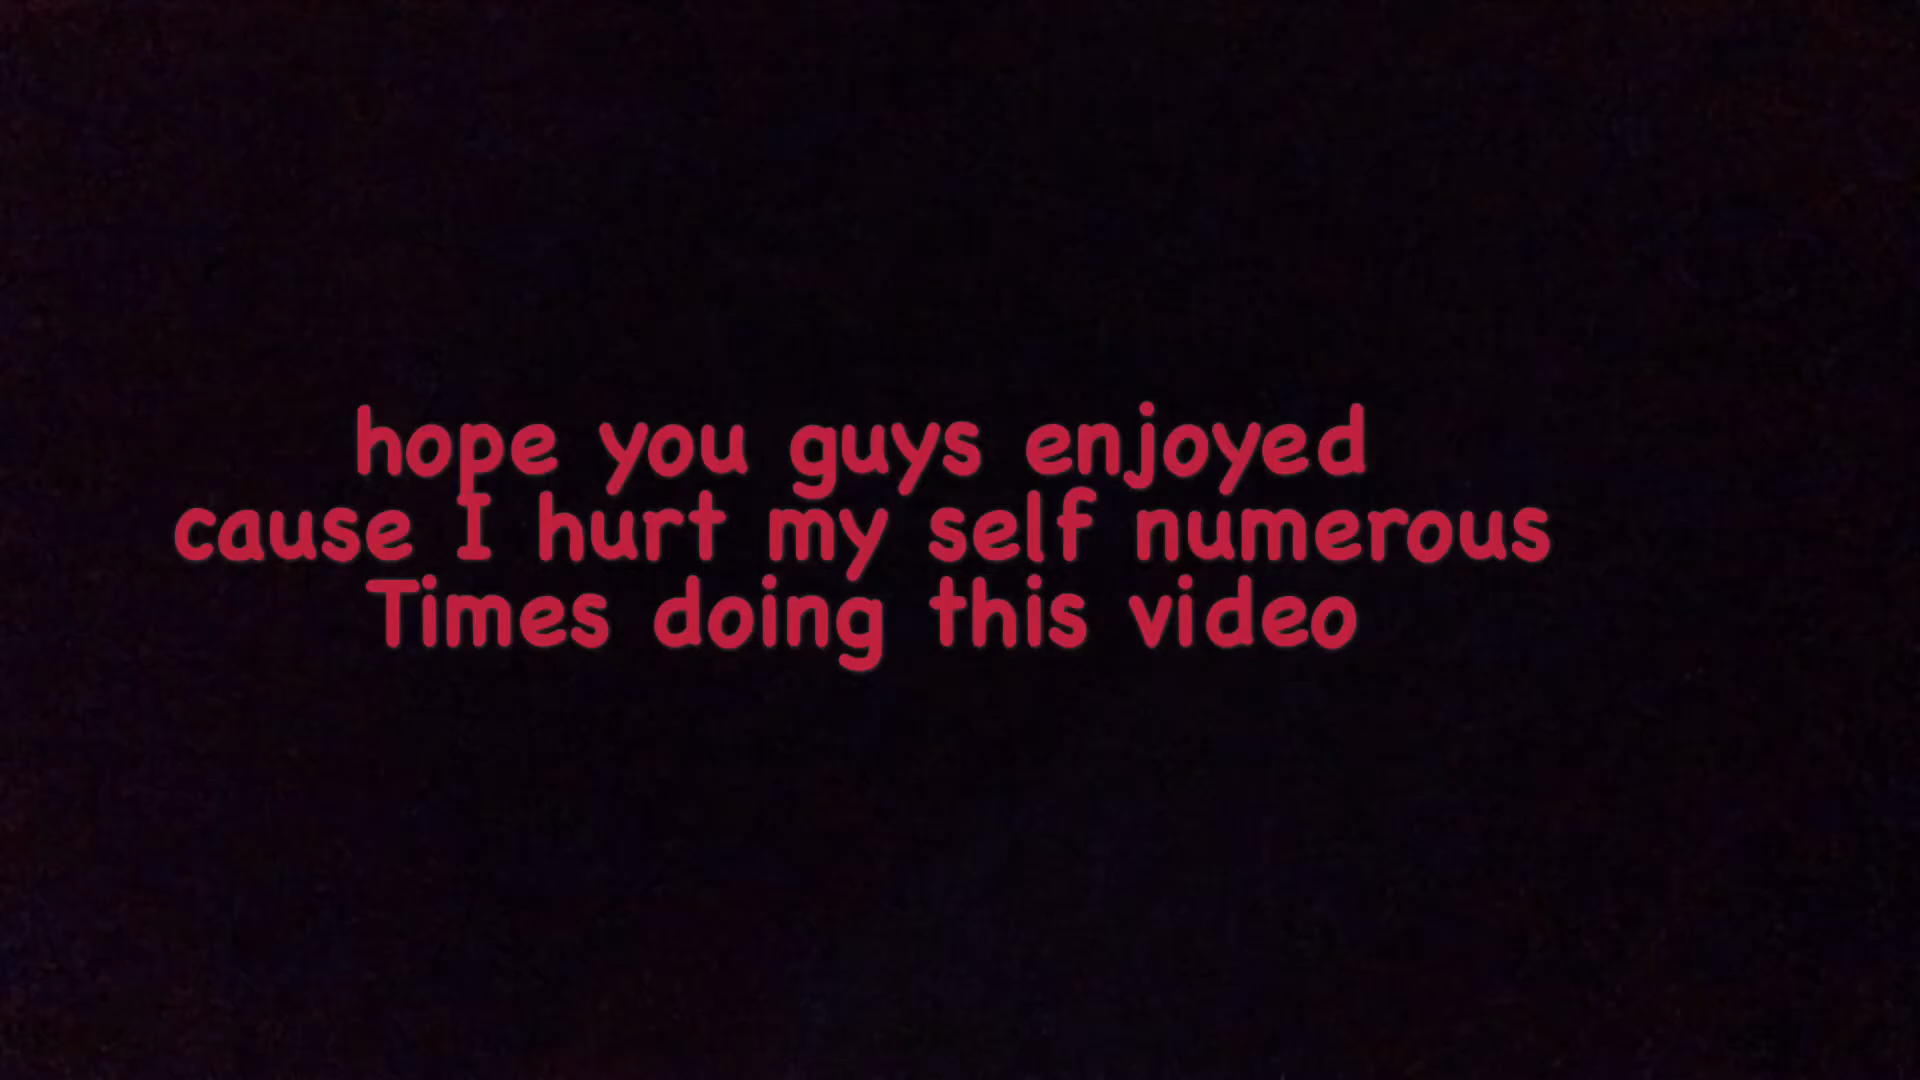 hope you guys enjoyed
cause I hurt my self numerous
Times doing this video